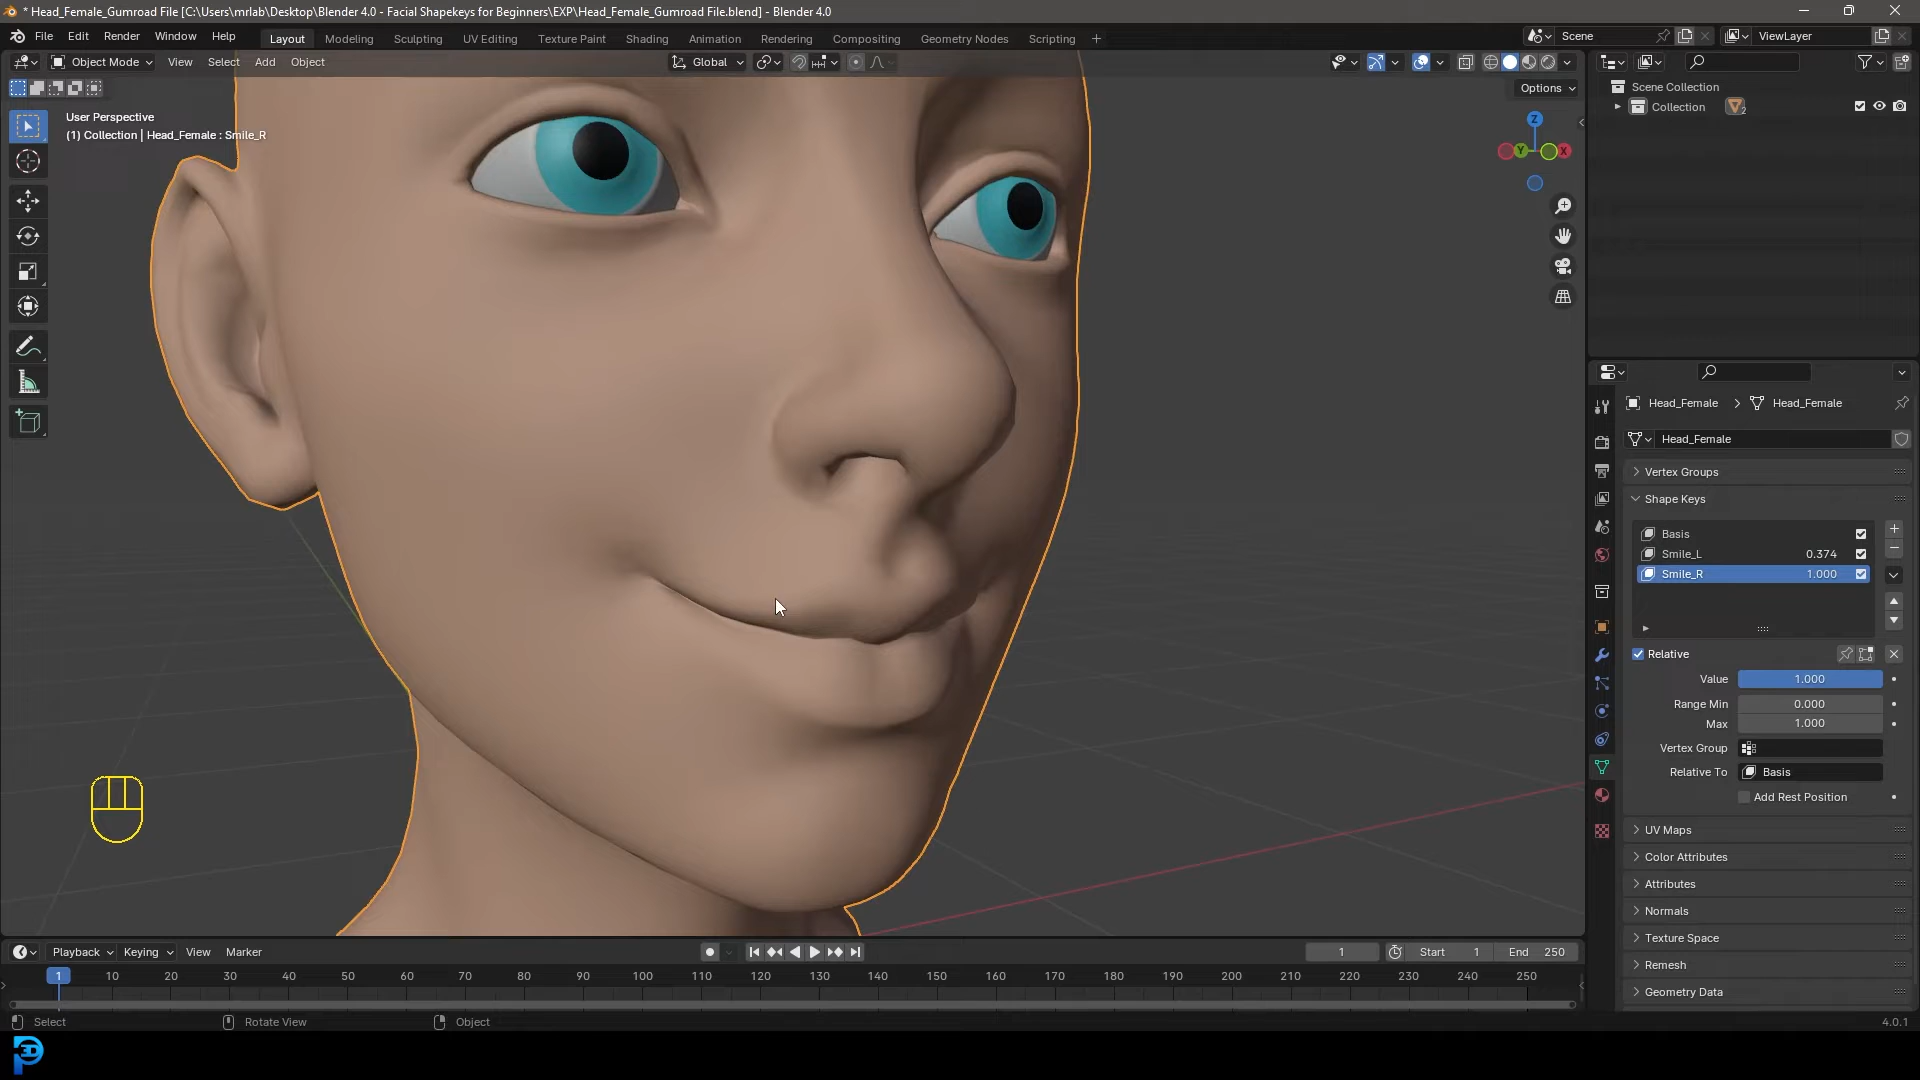 * Head_Female_Gumroad File [C:\Users\mrlab\Desktop\Blender 4.0 - Facial Shapekeys for Beginners\EXP\Head_Female_Gumroad File.blend] - Blender 4.0
File Edit Render Window Help Layout Modeling Sculpting UV Editing Texture Paint Shading Animation Rendering Compositing Geometry Nodes Scripting + Scene ViewLayer
Object Mode View Select Add Object Global
Options
User Perspective
(1) Collection | Head_Female : Smile_R
Z
Y X
Scene Collection
Collection 2
Head_Female > Head_Female
Head_Female
Vertex Groups
Shape Keys
Basis
Smile_L 0.374
Smile_R 1.000
Relative
Value 1.000
Range Min 0.000
Max 1.000
Vertex Group
Relative To Basis
Add Rest Position
UV Maps
Color Attributes
Attributes
Normals
Texture Space
Remesh
Geometry Data
Playback Keying View Marker 1 Start 1 End 250
1 10 20 30 40 50 60 70 80 90 100 110 120 130 140 150 160 170 180 190 200 210 220 230 240 250
Select Rotate View Object 4.0.1